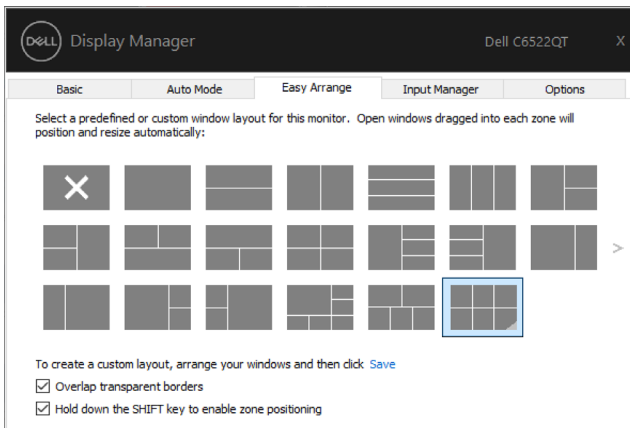 DELL Display Manager Dell C6522QT X
Basic Auto Mode Easy Arrange Input Manager Options
Select a predefined or custom window layout for this monitor. Open windows dragged into each zone will
position and resize automatically:
>
To create a custom layout, arrange your windows and then click Save
Overlap transparent borders
Hold down the SHIFT key to enable zone positioning